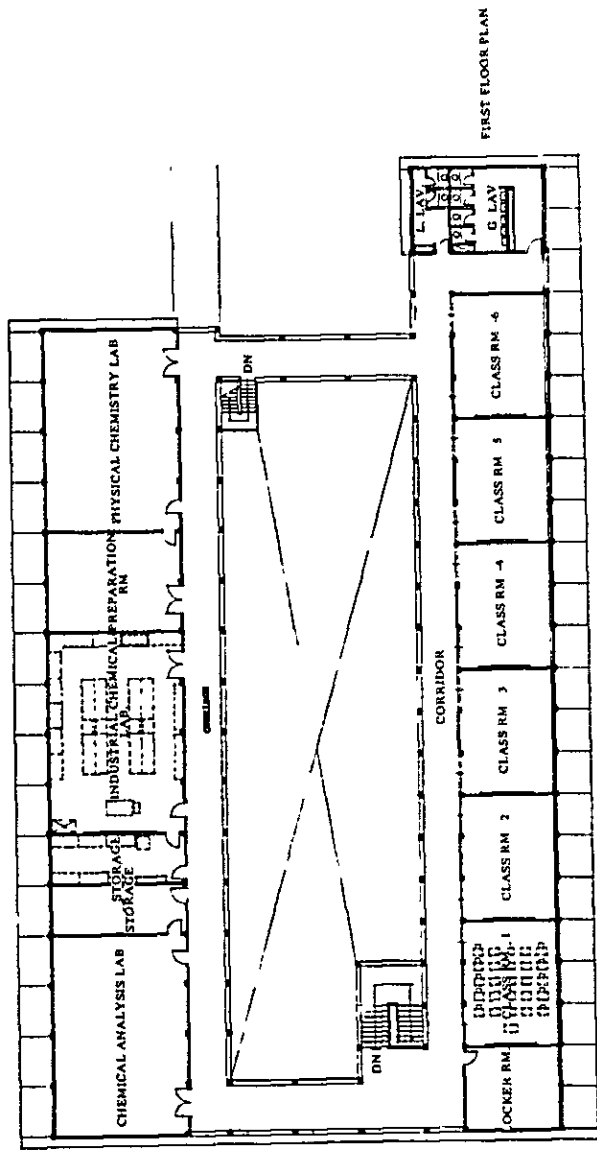 FIRST FLOOR PLAN
CHEMICAL ANALYSIS LAB
STORAGE
STORAGE
INDUSTRIAL CHEMICAL
LAB
PREPARATION
RM
PHYSICAL CHEMISTRY LAB
DN
CORRIDOR
DN
LOCKER RM
CLASS RM -1
CLASS RM 2
CLASS RM 3
CLASS RM -4
CLASS RM 5
CLASS RM -6
L LAV
G LAV